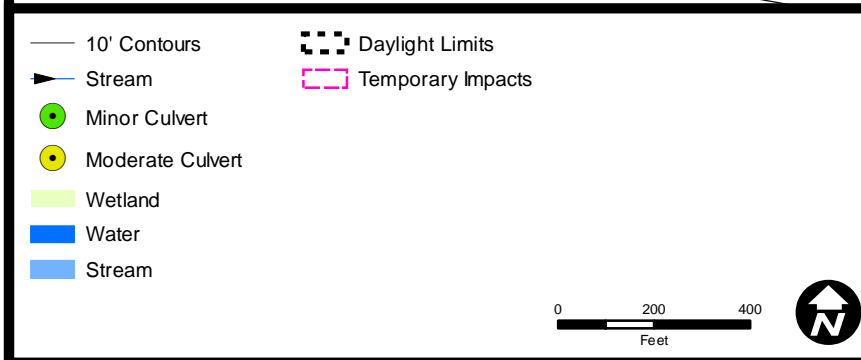 10' Contours
Stream
Minor Culvert
Moderate Culvert
Wetland
Water
Stream
Daylight Limits
Temporary Impacts
0 200 400
Feet
N